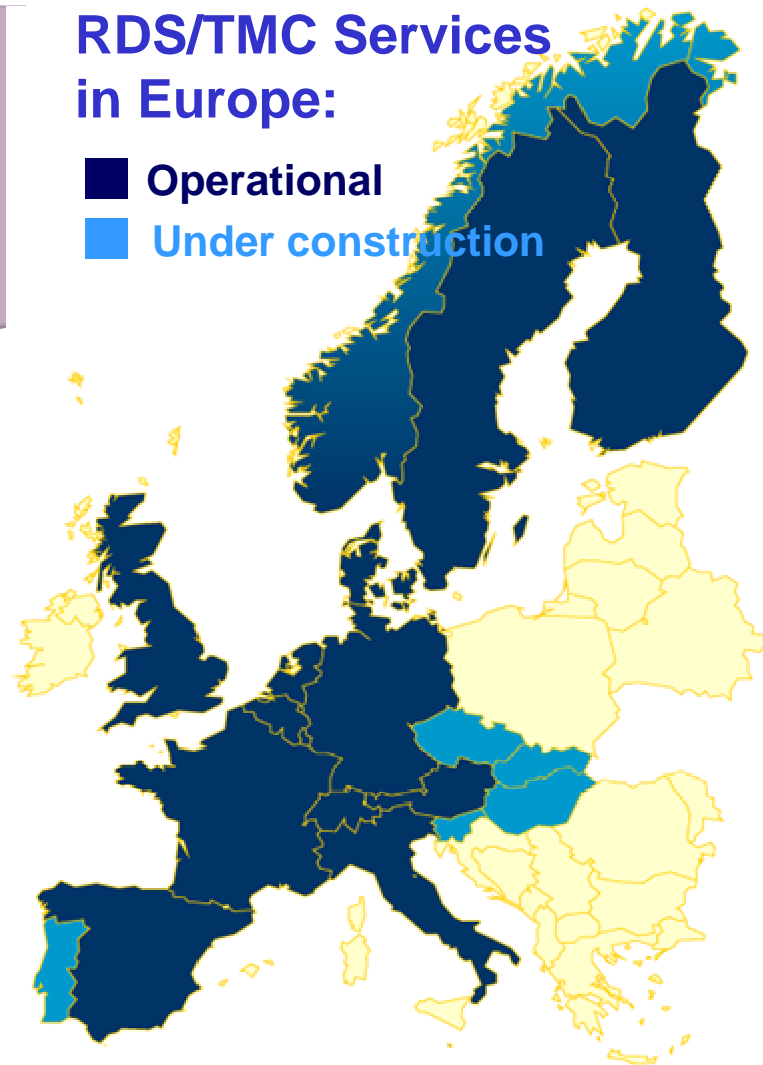 RDS/TMC Services
in Europe:
Operational
Under construction